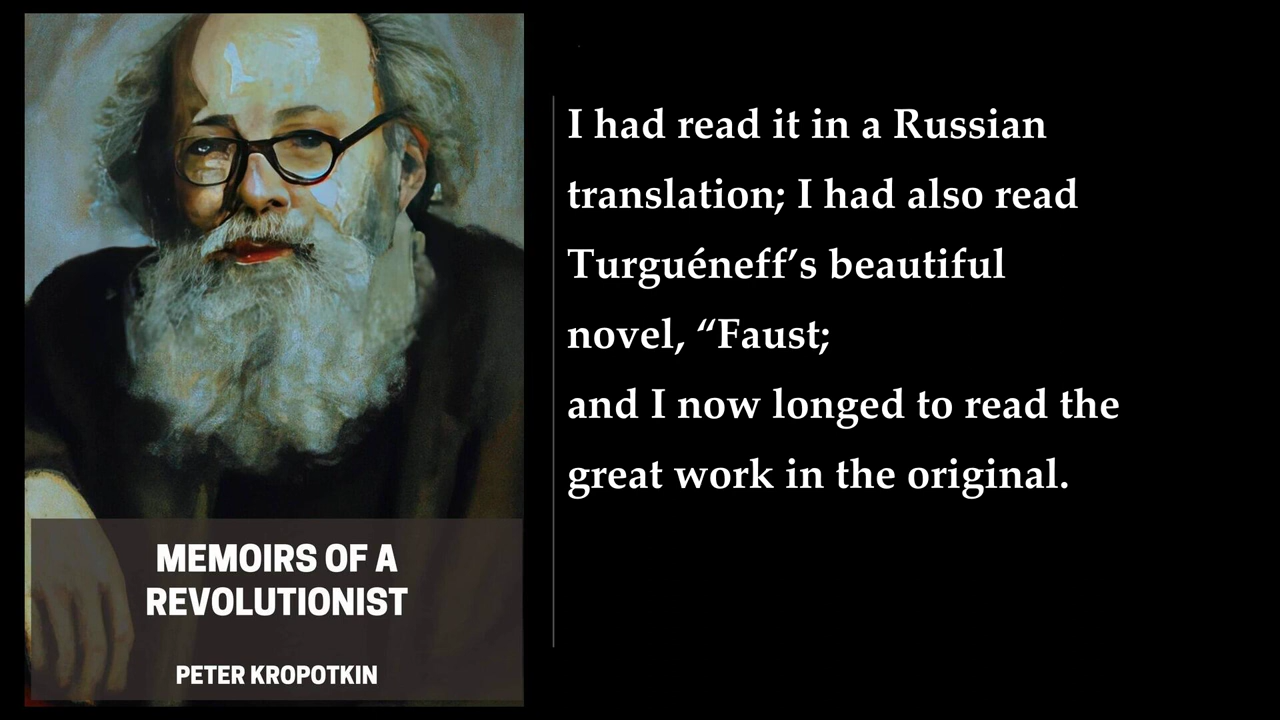 I had read it in a Russian
translation; I had also read
Turguéneff’s beautiful
novel, “Faust;
and I now longed to read the
great work in the original.
MEMOIRS OF A
REVOLUTIONIST
PETER KROPOTKIN